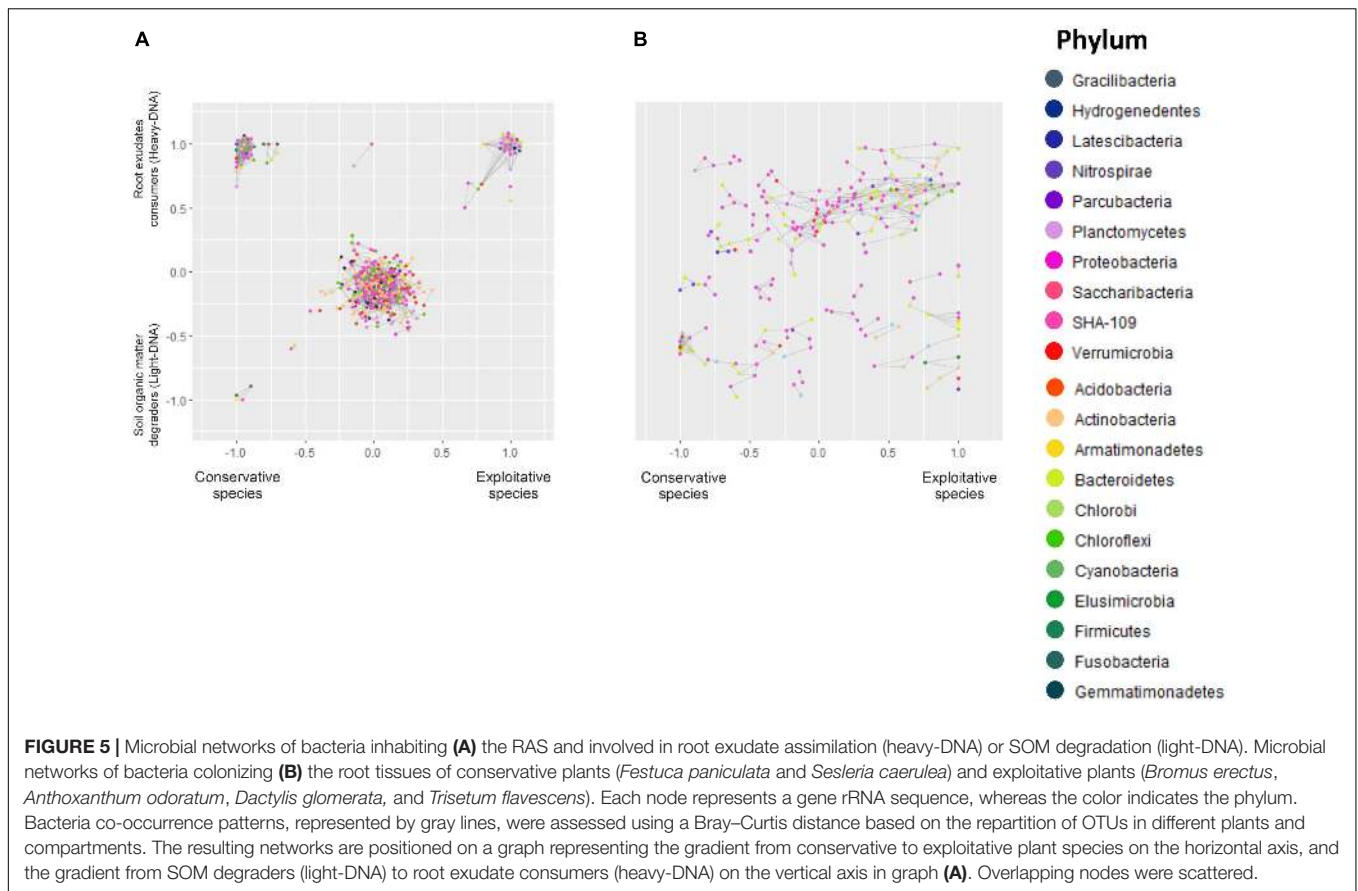 A
B
Root exudates
consumers (Heavy-DNA)
Soil organic matter
degraders (Light-DNA)
1.0
0.5
0.0
-0.5
-1.0
-1.0 -0.5 0.0 0.5 1.0
Conservative
species
Exploitative
species
-1.0 -0.5 0.0 0.5 1.0
Conservative
species
Exploitative
species
Phylum
Gracilibacteria
Hydrogenedentes
Latescibacteria
Nitrospirae
Parcubacteria
Planctomycetes
Proteobacteria
Saccharibacteria
SHA-109
Verrumicrobia
Acidobacteria
Actinobacteria
Armatimonadetes
Bacteroidetes
Chlorobi
Chloroflexi
Cyanobacteria
Elusimicrobia
Firmicutes
Fusobacteria
Gemmatimonadetes
FIGURE 5 | Microbial networks of bacteria inhabiting (A) the RAS and involved in root exudate assimilation (heavy-DNA) or SOM degradation (light-DNA). Microbial
networks of bacteria colonizing (B) the root tissues of conservative plants (Festuca paniculata and Sesleria caerulea) and exploitative plants (Bromus erectus,
Anthoxanthum odoratum, Dactylis glomerata, and Trisetum flavescens). Each node represents a gene rRNA sequence, whereas the color indicates the phylum.
Bacteria co-occurrence patterns, represented by gray lines, were assessed using a Bray–Curtis distance based on the repartition of OTUs in different plants and
compartments. The resulting networks are positioned on a graph representing the gradient from conservative to exploitative plant species on the horizontal axis, and
the gradient from SOM degraders (light-DNA) to root exudate consumers (heavy-DNA) on the vertical axis in graph (A). Overlapping nodes were scattered.